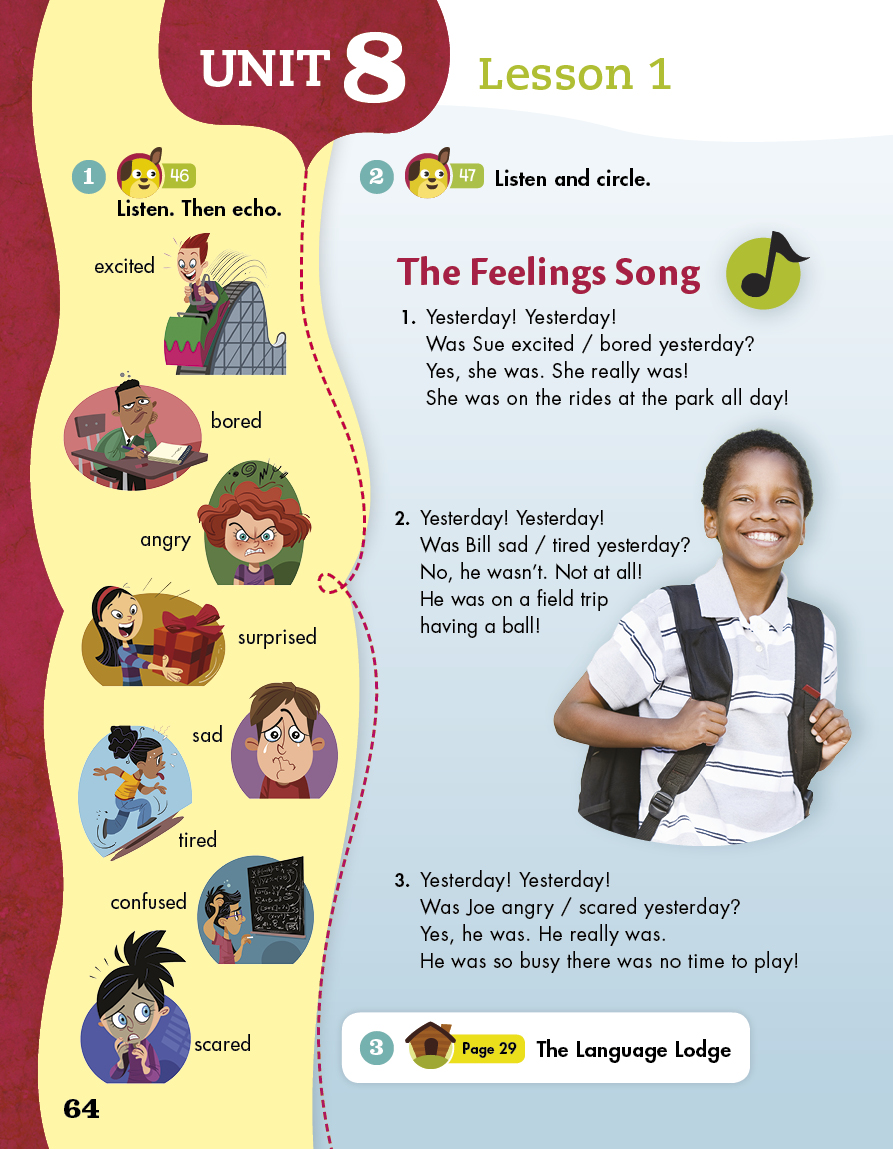 UNIT 8
Lesson 1
1
46
Listen. Then echo.
excited
bored
angry
surprised
sad
tired
confused
scared
64
2
47
Listen and circle.
The Feelings Song
1. Yesterday! Yesterday!
Was Sue excited / bored yesterday?
Yes, she was. She really was!
She was on the rides at the park all day!
2. Yesterday! Yesterday!
Was Bill sad / tired yesterday?
No, he wasn't. Not at all!
He was on a field trip
having a ball!
3. Yesterday! Yesterday!
Was Joe angry / scared yesterday?
Yes, he was. He really was.
He was so busy there was no time to play!
3
Page 29
The Language Lodge